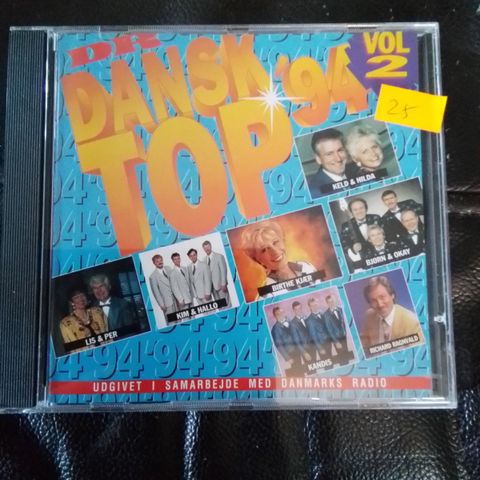 DR
DANSK
TOP '94
VOL
2
25
KELD & HILDA
BJØRN & OKAY
BIRTHE KJÆR
KIM & HALLO
LIS & PER
KANDIS
RICHARD RAGNVALD
UDGIVET I SAMARBEJDE MED DANMARKS RADIO